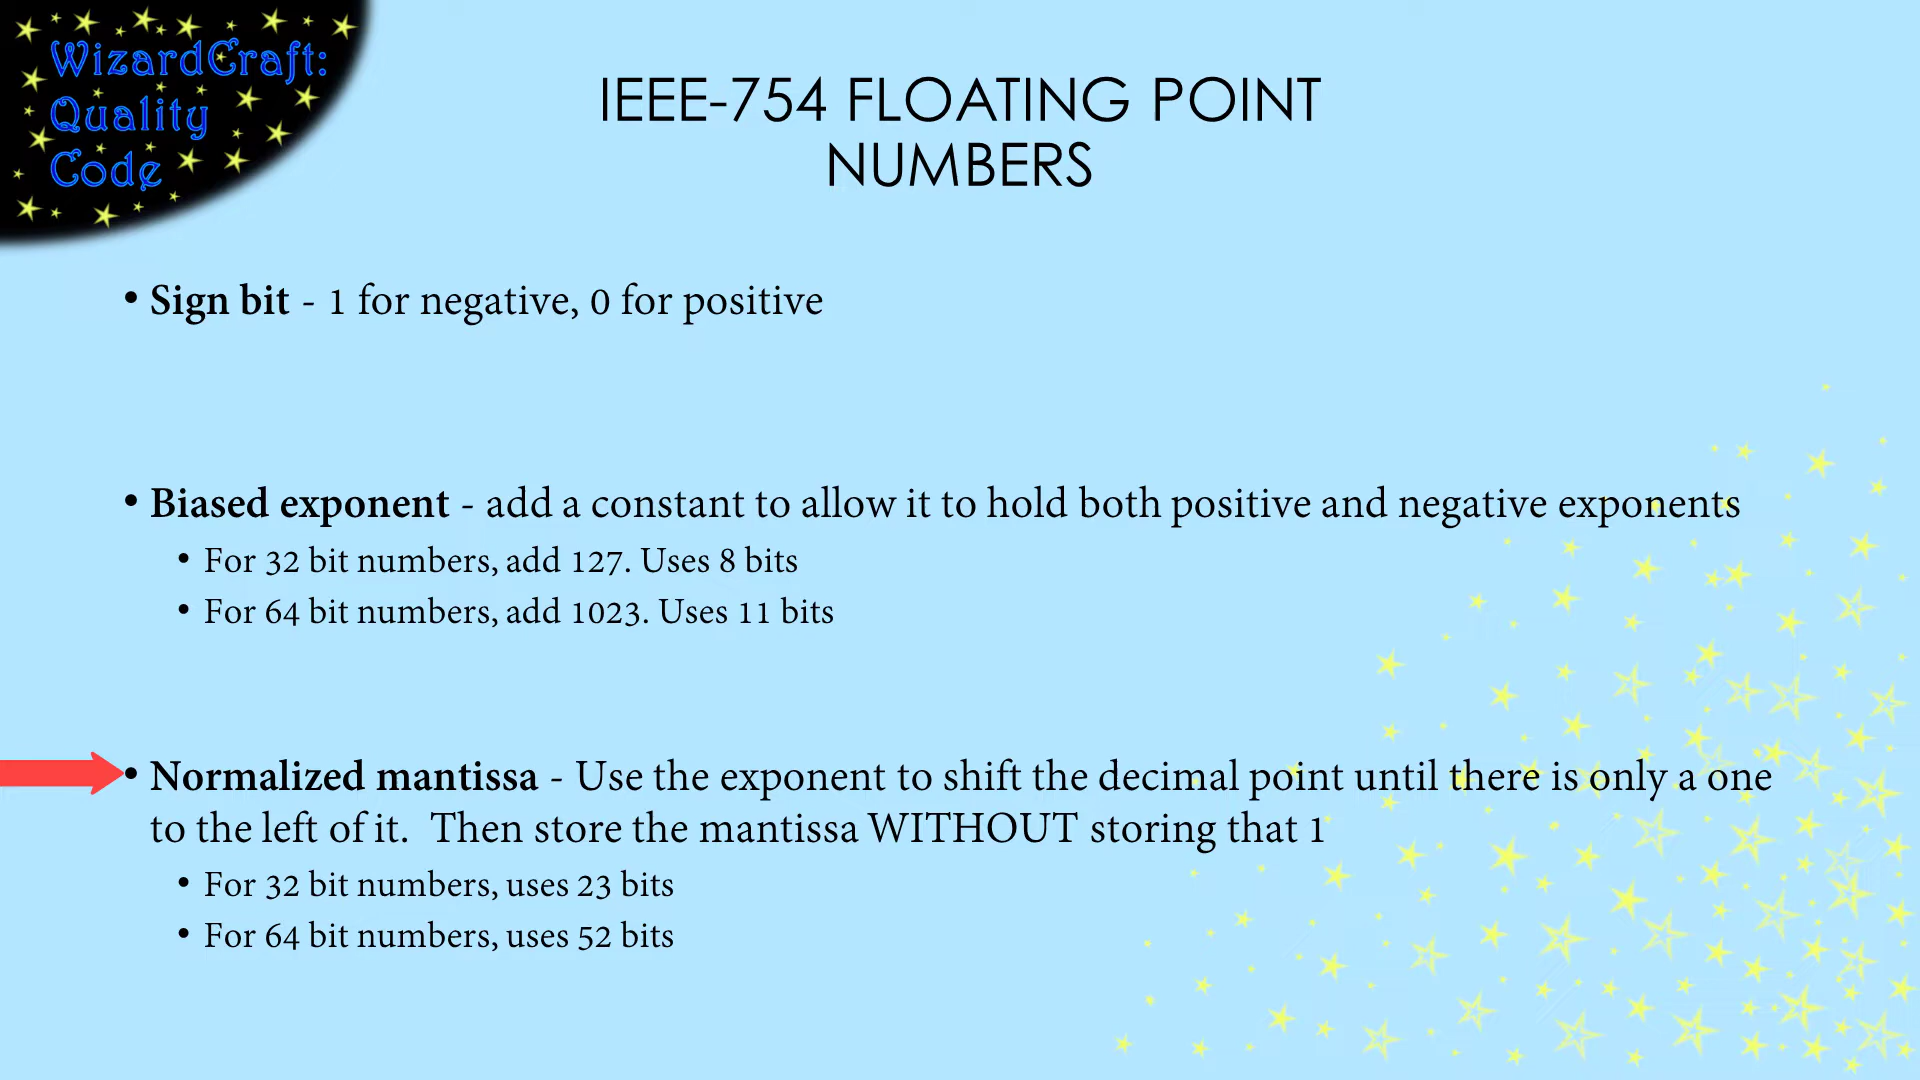 WizardCraft:
Quality
Code
IEEE-754 FLOATING POINT
NUMBERS
• Sign bit - 1 for negative, 0 for positive
• Biased exponent - add a constant to allow it to hold both positive and negative exponents
• For 32 bit numbers, add 127. Uses 8 bits
• For 64 bit numbers, add 1023. Uses 11 bits
• Normalized mantissa - Use the exponent to shift the decimal point until there is only a one
to the left of it.  Then store the mantissa WITHOUT storing that 1
• For 32 bit numbers, uses 23 bits
• For 64 bit numbers, uses 52 bits